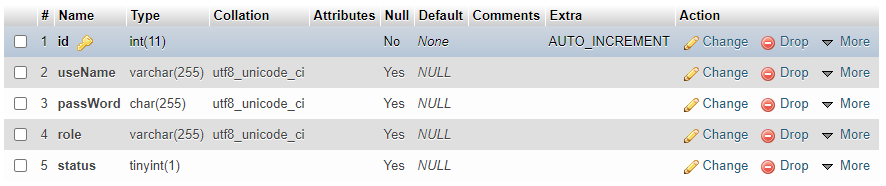 # Name Type Collation Attributes Null Default Comments Extra Action
1 id int(11) No None AUTO_INCREMENT Change Drop More
2 useName varchar(255) utf8_unicode_ci Yes NULL Change Drop More
3 passWord char(255) utf8_unicode_ci Yes NULL Change Drop More
4 role varchar(255) utf8_unicode_ci Yes NULL Change Drop More
5 status tinyint(1) Yes NULL Change Drop More